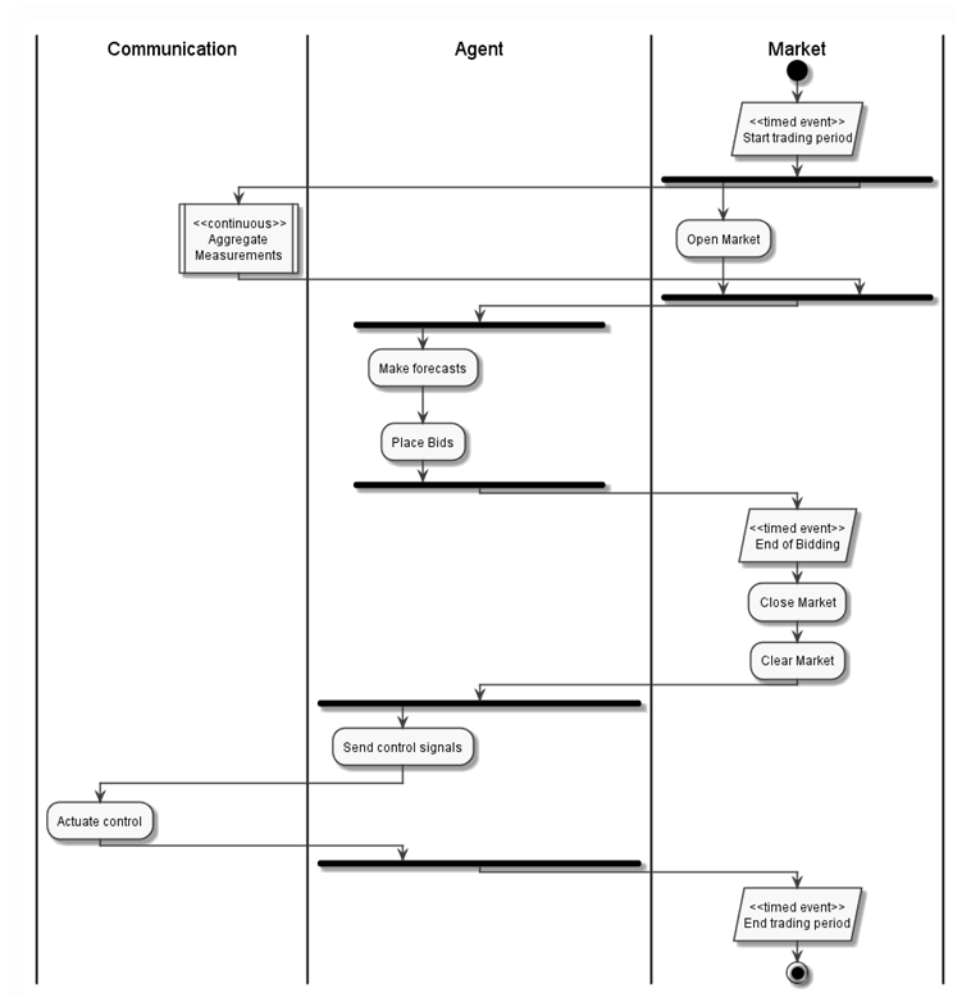 Communication
Agent
Market
<<timed event>>
Start trading period
<<continuous>>
Aggregate
Measurements
Open Market
Make forecasts
Place Bids
<<timed event>>
End of Bidding
Close Market
Clear Market
Send control signals
Actuate control
<<timed event>>
End trading period